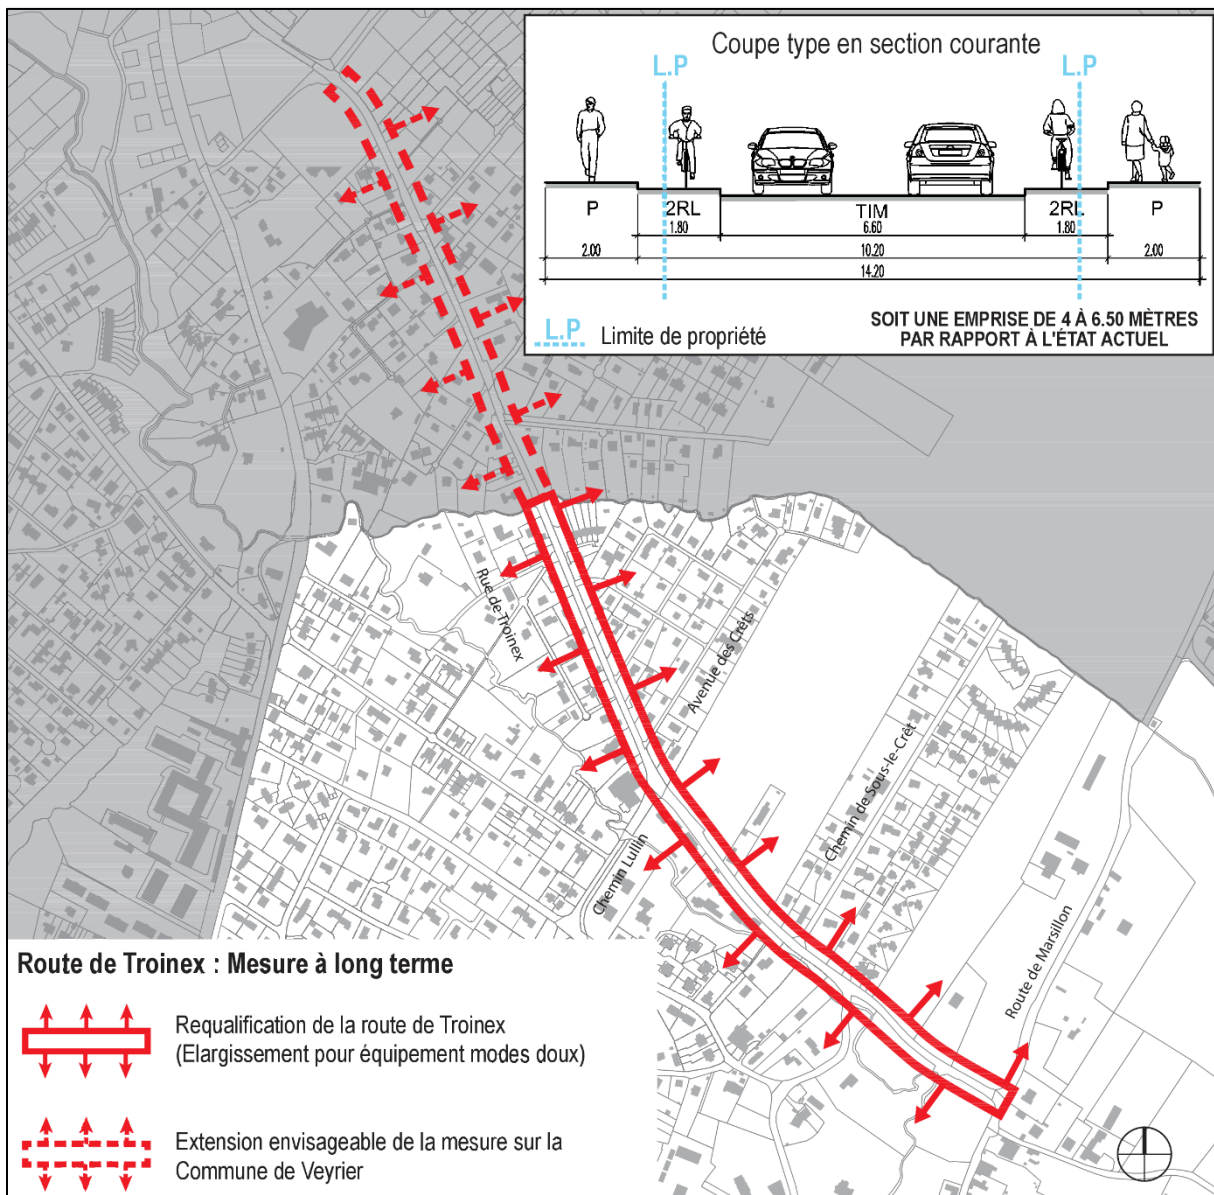 Coupe type en section courante
L.P
L.P
P
2RL
TIM
2RL
P
1.80
6.60
1.80
2.00
10.20
2.00
14.20
L.P
Limite de propriété
SOIT UNE EMPRISE DE 4 À 6.50 MÈTRES
PAR RAPPORT À L'ÉTAT ACTUEL
Rue de Troinex
Avenue des Crêts
Chemin de Sous-le-Crêt
Chemin Lullin
Route de Marsillon
Route de Troinex : Mesure à long terme
Requalification de la route de Troinex
(Elargissement pour équipement modes doux)
Extension envisageable de la mesure sur la
Commune de Veyrier